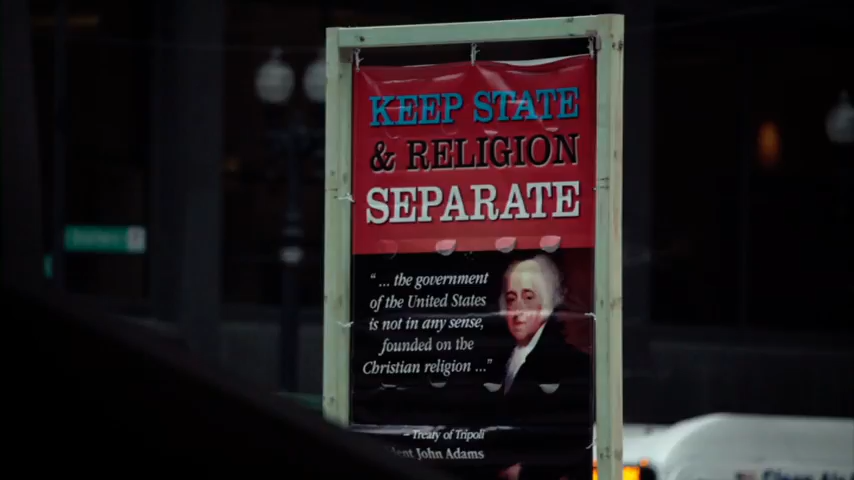 KEEP STATE
& RELIGION
SEPARATE
“ ... the government
of the United States
is not in any sense,
founded on the
Christian religion ...”
– Treaty of Tripoli
John Adams